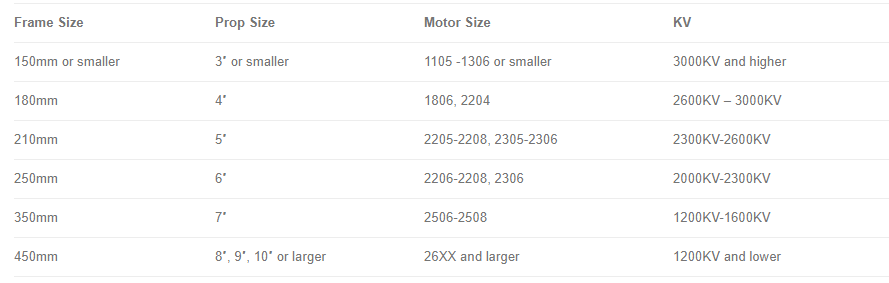 Frame Size Prop Size Motor Size KV
150mm or smaller 3″ or smaller 1105 -1306 or smaller 3000KV and higher
180mm 4″ 1806, 2204 2600KV – 3000KV
210mm 5″ 2205-2208, 2305-2306 2300KV-2600KV
250mm 6″ 2206-2208, 2306 2000KV-2300KV
350mm 7″ 2506-2508 1200KV-1600KV
450mm 8″, 9″, 10″ or larger 26XX and larger 1200KV and lower